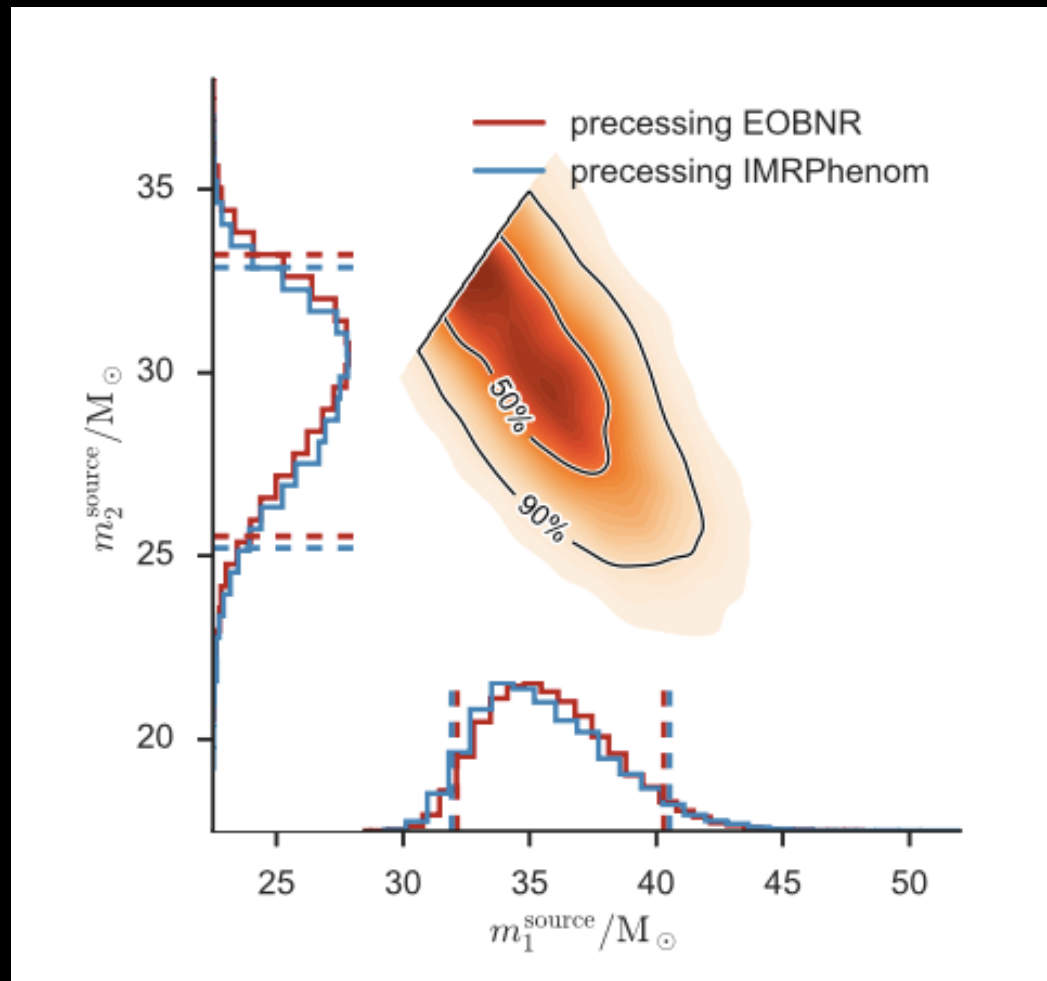 precessing EOBNR
precessing IMRPhenom
35
30
25
20
m₂^source/M⊙
50%
90%
25 30 35 40 45 50
m₁^source/M⊙